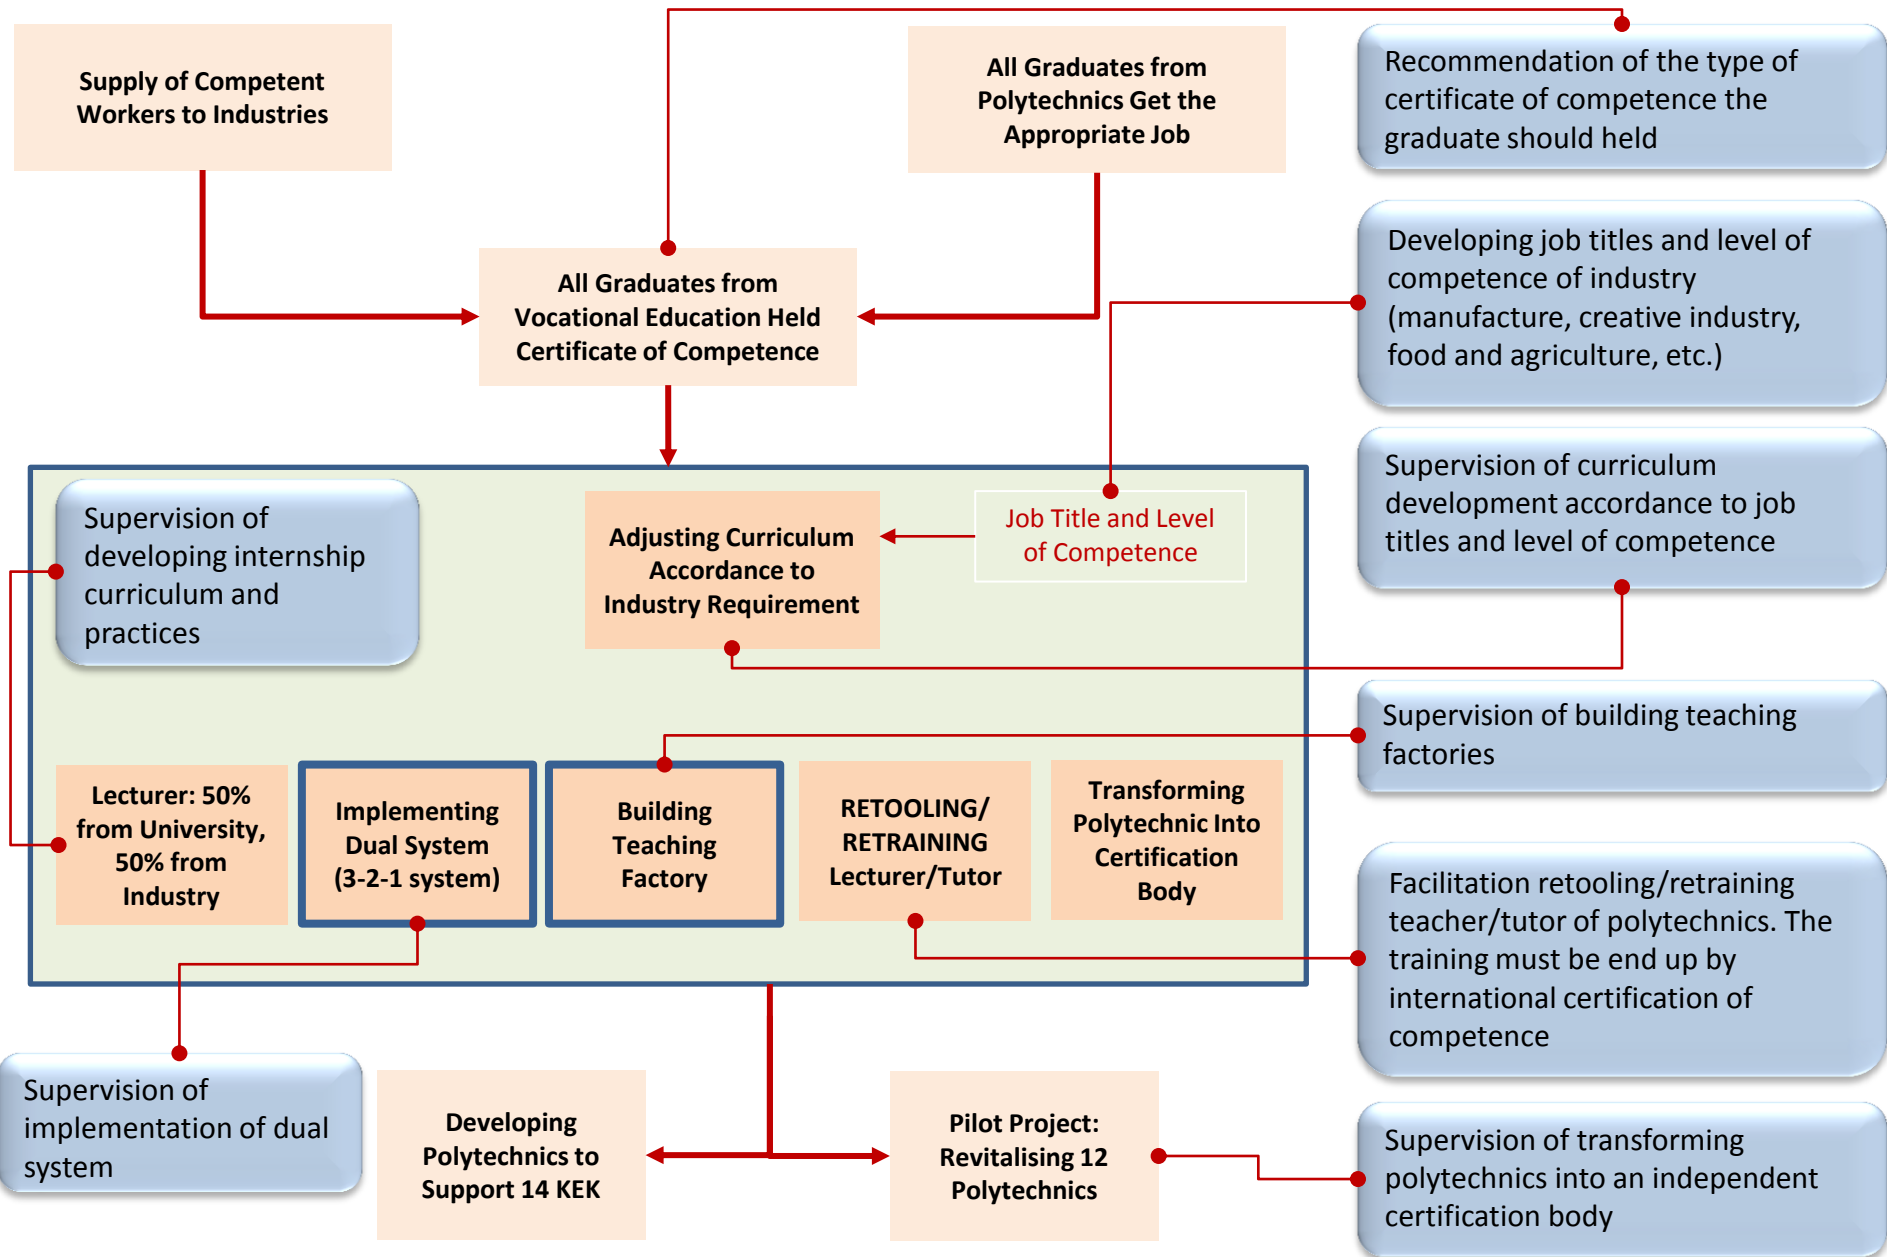 Supply of Competent
Workers to Industries
All Graduates from
Polytechnics Get the
Appropriate Job
Recommendation of the type of
certificate of competence the
graduate should held
All Graduates from
Vocational Education Held
Certificate of Competence
Developing job titles and level of
competence of industry
(manufacture, creative industry,
food and agriculture, etc.)
Supervision of
developing internship
curriculum and
practices
Adjusting Curriculum
Accordance to
Industry Requirement
Job Title and Level
of Competence
Supervision of curriculum
development accordance to job
titles and level of competence
Supervision of building teaching
factories
Lecturer: 50%
from University,
50% from
Industry
Implementing
Dual System
(3-2-1 system)
Building
Teaching
Factory
RETOOLING/
RETRAINING
Lecturer/Tutor
Transforming
Polytechnic Into
Certification
Body
Facilitation retooling/retraining
teacher/tutor of polytechnics. The
training must be end up by
international certification of
competence
Supervision of
implementation of dual
system
Developing
Polytechnics to
Support 14 KEK
Pilot Project:
Revitalising 12
Polytechnics
Supervision of transforming
polytechnics into an independent
certification body